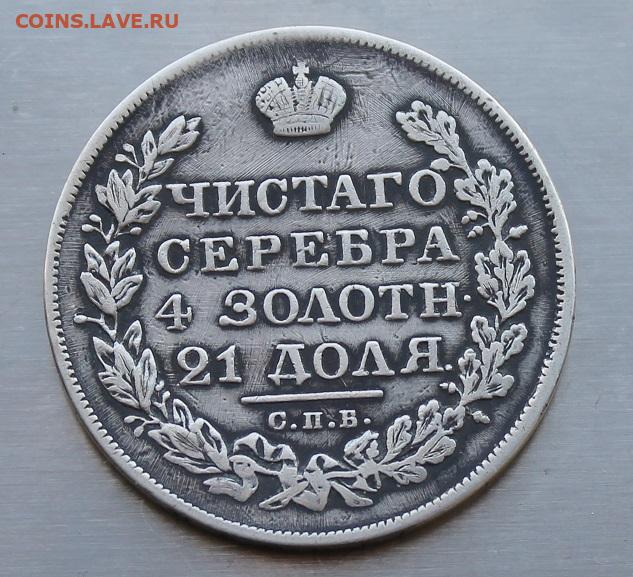 COINS.LAVE.RU
ЧИСТАГО
СЕРЕБРА
4 ЗОЛОТН.
21 ДОЛЯ.
С.П.Б.